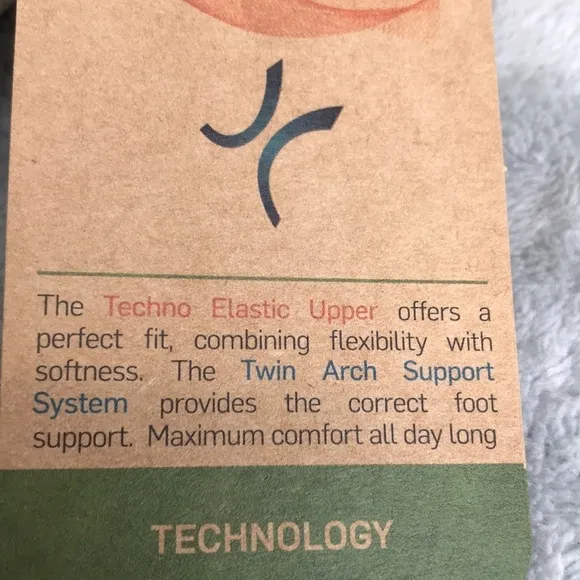 The Techno Elastic Upper offers a
perfect fit, combining flexibility with
softness. The Twin Arch Support
System provides the correct foot
support. Maximum comfort all day long
TECHNOLOGY